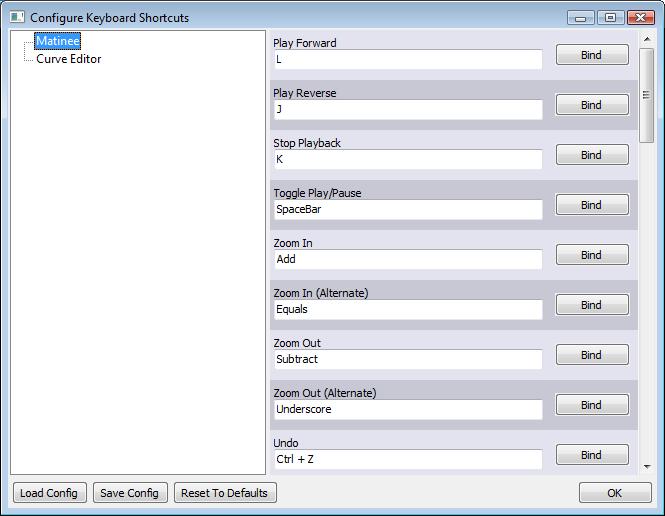 Configure Keyboard Shortcuts
Matinee
Curve Editor
Play Forward
L
Bind
Play Reverse
J
Bind
Stop Playback
K
Bind
Toggle Play/Pause
SpaceBar
Bind
Zoom In
Add
Bind
Zoom In (Alternate)
Equals
Bind
Zoom Out
Subtract
Bind
Zoom Out (Alternate)
Underscore
Bind
Undo
Ctrl + Z
Bind
Load Config
Save Config
Reset To Defaults
OK